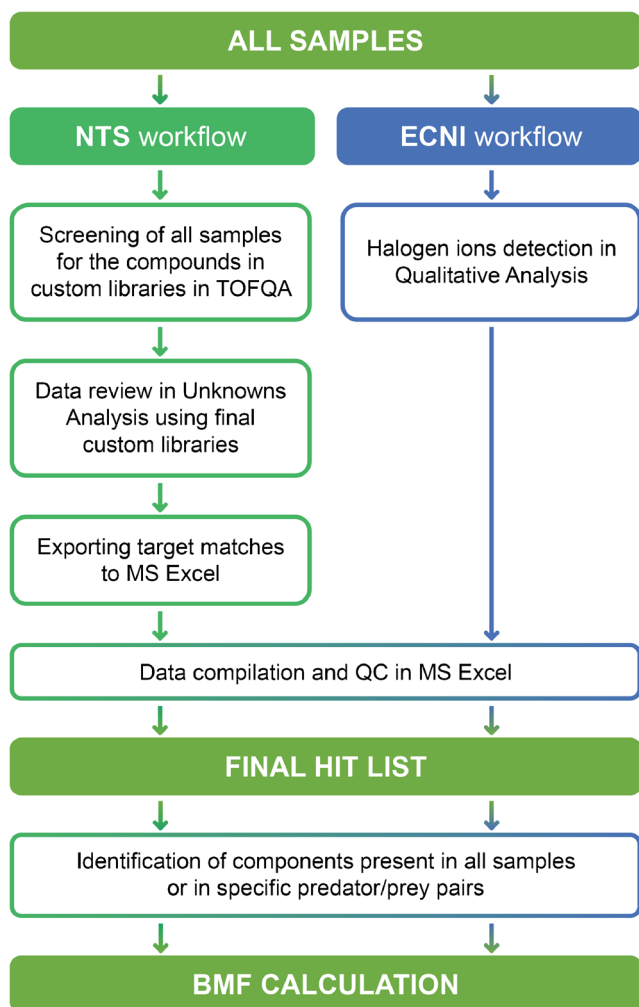 ALL SAMPLES
NTS workflow
ECNI workflow
Screening of all samples
for the compounds in
custom libraries in TOFQA
Halogen ions detection in
Qualitative Analysis
Data review in Unknowns
Analysis using final
custom libraries
Exporting target matches
to MS Excel
Data compilation and QC in MS Excel
FINAL HIT LIST
Identification of components present in all samples
or in specific predator/prey pairs
BMF CALCULATION